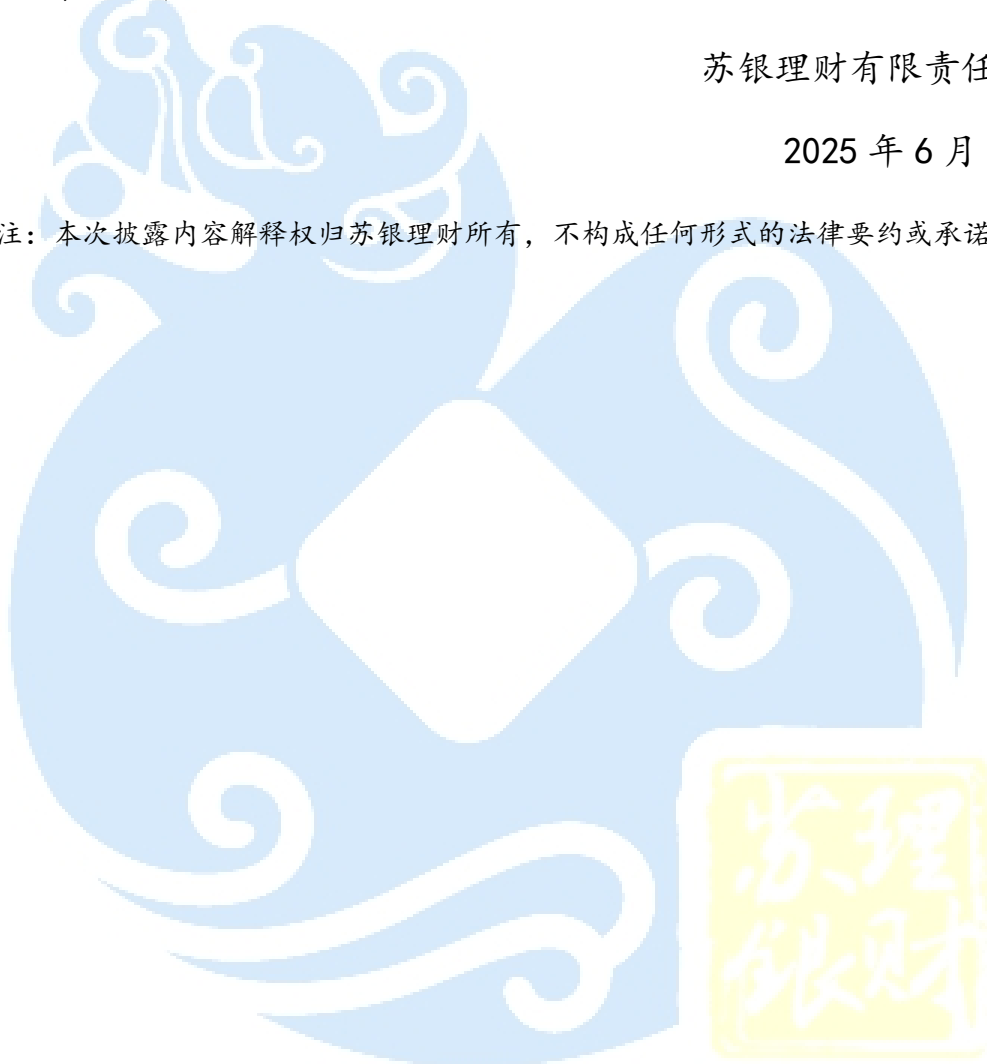 苏银理财有限责任
2025 年 6 月
注：本次披露内容解释权归苏银理财所有，不构成任何形式的法律要约或承诺
苏理
银财